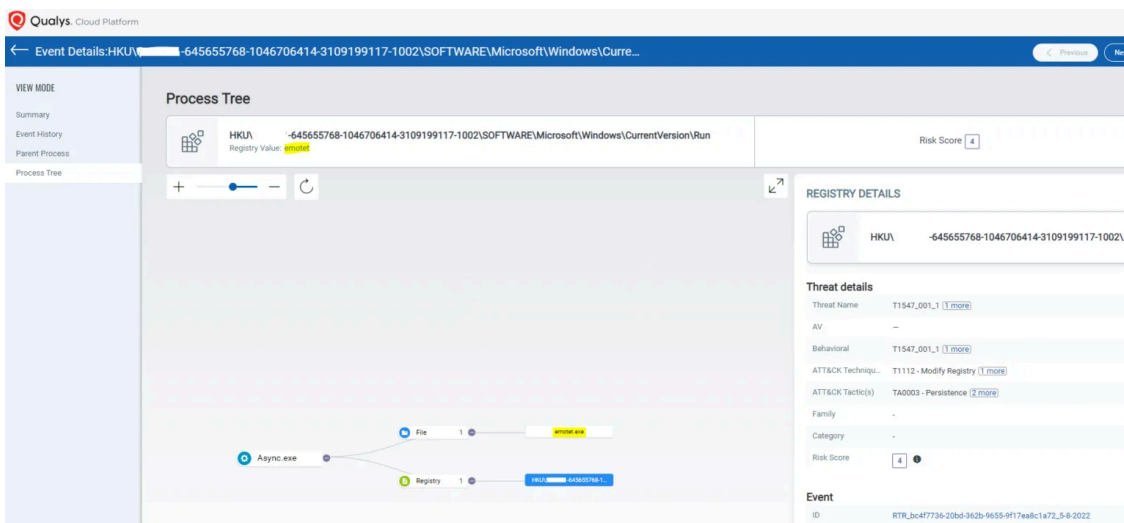 Qualys. Cloud Platform
Event Details:HKU\ -645655768-1046706414-3109199117-1002\SOFTWARE\Microsoft\Windows\Curre...
Previous
Ne
VIEW MODE
Summary
Event History
Parent Process
Process Tree
Process Tree
HKU\ -645655768-1046706414-3109199117-1002\SOFTWARE\Microsoft\Windows\CurrentVersion\Run
Registry Value: emotet
Risk Score 4
REGISTRY DETAILS
HKU\ -645655768-1046706414-3109199117-1002\
Threat details
Threat Name T1547_001_1 1 more
AV –
Behavioral T1547_001_1 1 more
ATT&CK Techniqu... T1112 - Modify Registry 1 more
ATT&CK Tactic(s) TA0003 - Persistence 2 more
Family -
Category -
Risk Score 4
File 1
emotet.exe
Async.exe
Registry 1
HKU\ -645655768-1...
Event
ID RTR_bc4f7736-20bd-362b-9655-9f17ea8c1a72_5-8-2022